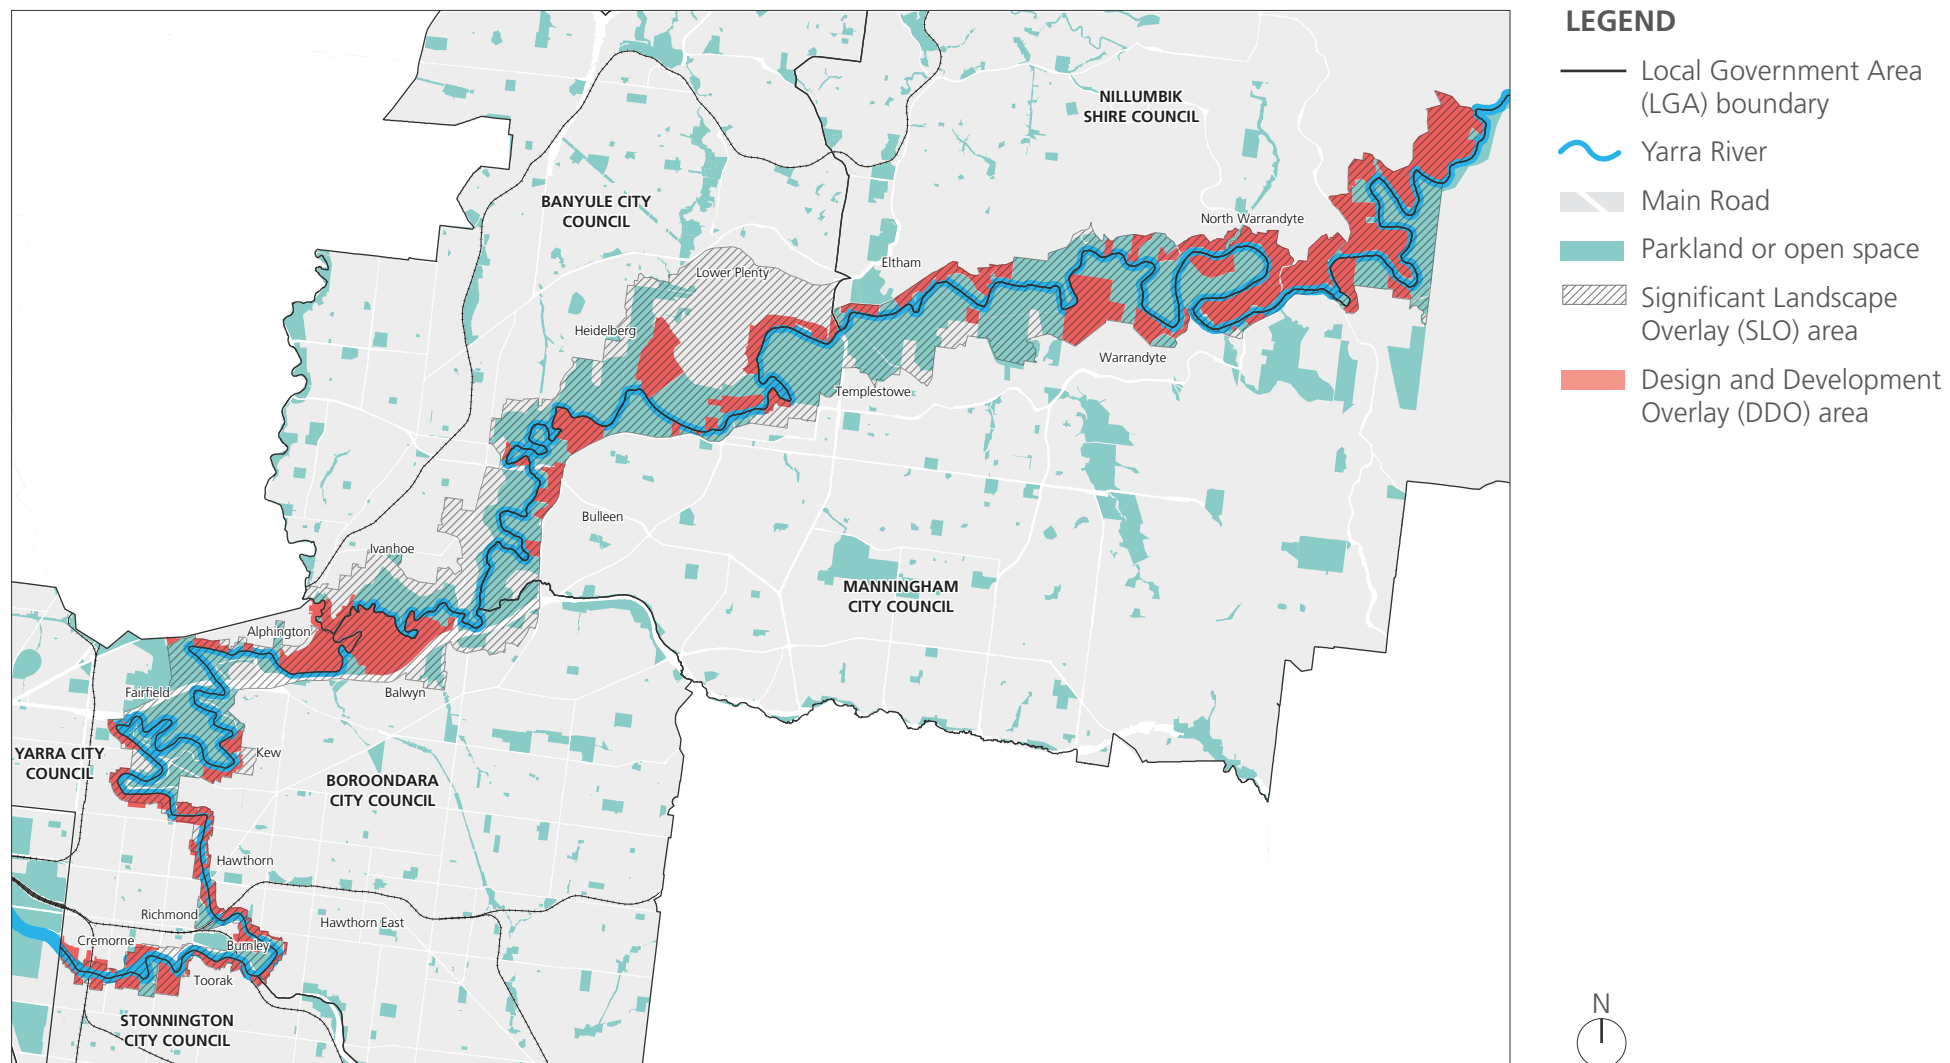 LEGEND
Local Government Area
(LGA) boundary
Yarra River
Main Road
Parkland or open space
Significant Landscape
Overlay (SLO) area
Design and Development
Overlay (DDO) area
N
NILLUMBIK
SHIRE COUNCIL
BANYULE CITY
COUNCIL
North Warrandyte
Eltham
Lower Plenty
Heidelberg
Warrandyte
Templestowe
Bulleen
Ivanhoe
MANNINGHAM
CITY COUNCIL
Alphington
Fairfield
Balwyn
Kew
YARRA CITY
COUNCIL
BOROONDARA
CITY COUNCIL
Hawthorn
Richmond
Hawthorn East
Cremorne
Burnley
Toorak
STONNINGTON
CITY COUNCIL